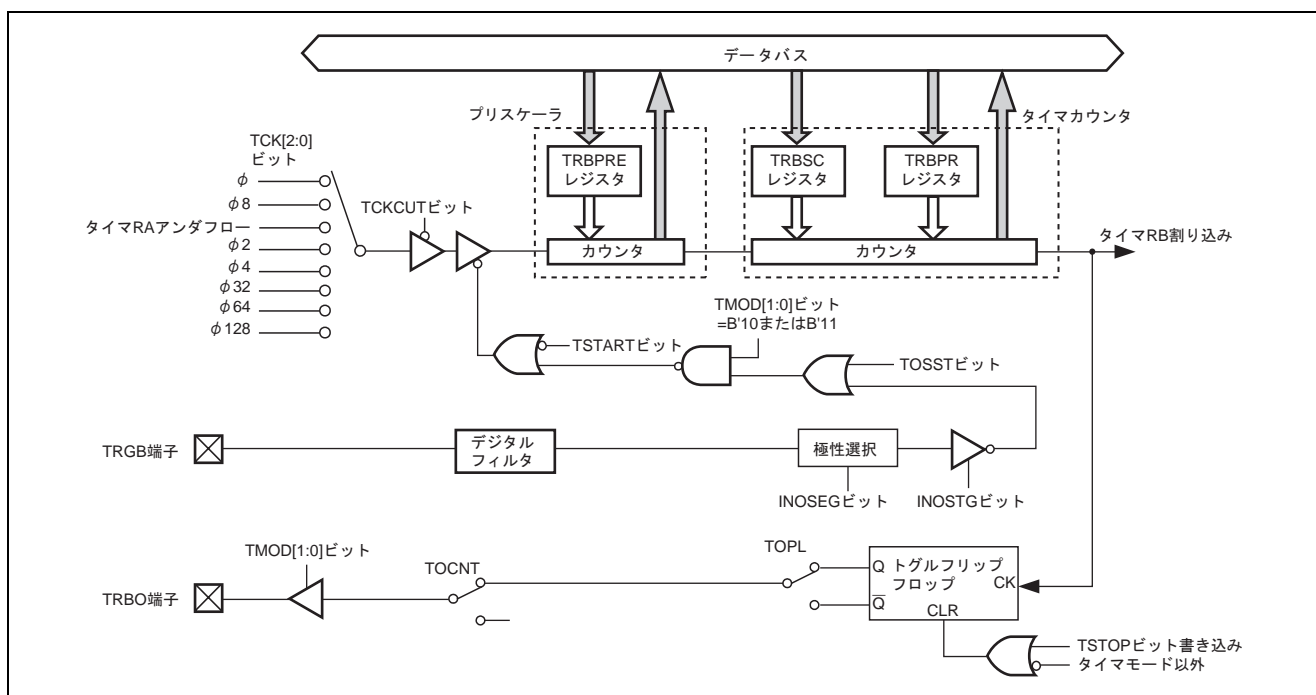 データバス
プリスケーラ
タイマカウンタ
TCK[2:0]
ビット
TRBPRE
レジスタ
TRBSC
レジスタ
TRBPR
レジスタ
φ
φ8
タイマRAアンダフロー
φ2
φ4
φ32
φ64
φ128
TCKCUTビット
カウンタ
カウンタ
タイマRB割り込み
TMOD[1:0]ビット
=B'10またはB'11
TSTARTビット
TOSSTビット
TRGB端子
デジタル
フィルタ
極性選択
INOSEGビット
INOSTGビット
TMOD[1:0]ビット
TOCNT
TOPL
Q
トグルフリップ
フロップ
CK
Q̅
CLR
TRBO端子
TSTOPビット書き込み
タイマモード以外